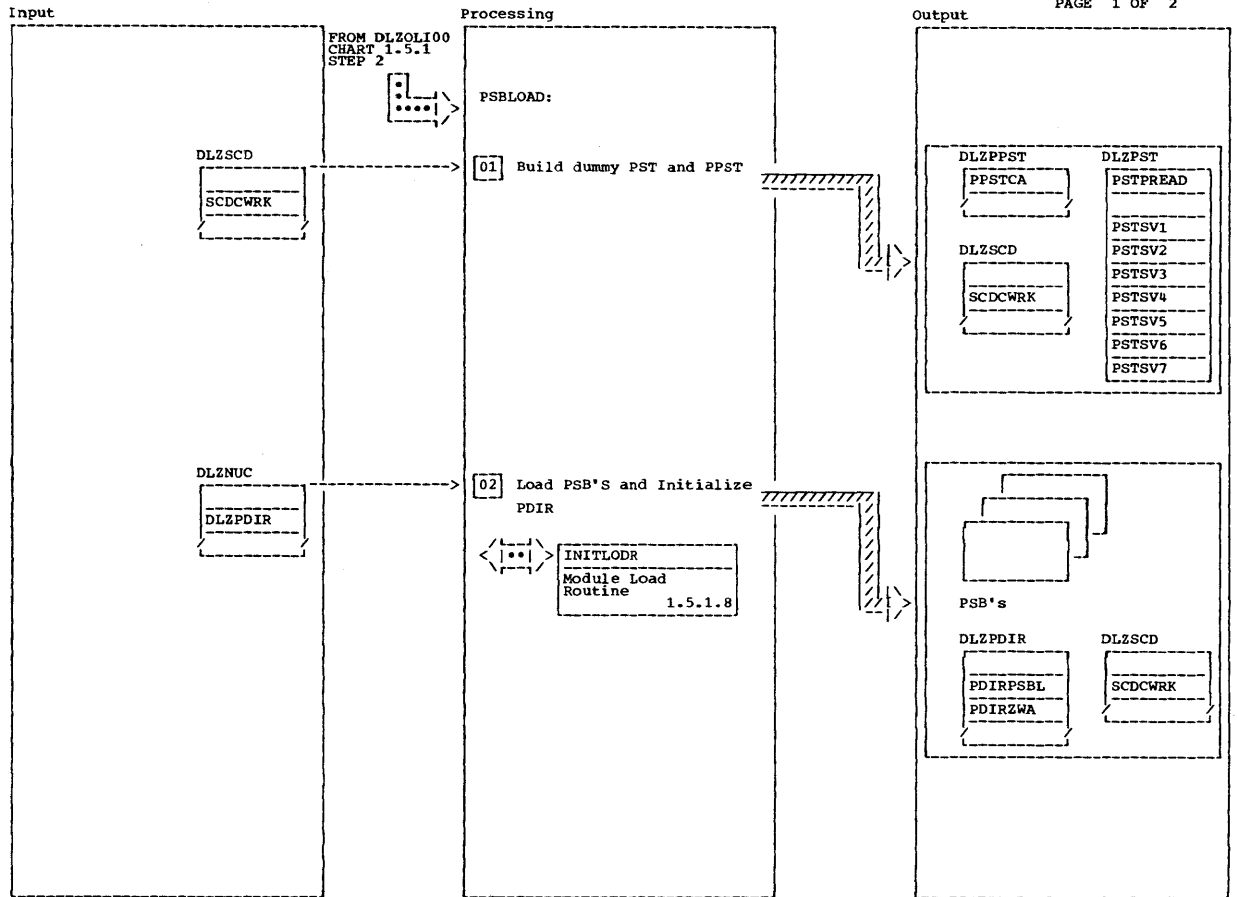 PAGE 1 OF 2
Input
Processing
Output
FROM DLZOLI00
CHART 1.5.1
STEP 2
PSBLOAD:
DLZSCD
SCDCWRK
01 Build dummy PST and PPST
DLZPPST
PPSTCA
DLZSCD
SCDCWRK
DLZPST
PSTPREAD
PSTSV1
PSTSV2
PSTSV3
PSTSV4
PSTSV5
PSTSV6
PSTSV7
DLZNUC
DLZPDIR
02 Load PSB'S and Initialize
PDIR
INITLODR
Module Load
Routine
1.5.1.8
PSB's
DLZPDIR
PDIRPSBL
PDIRZWA
DLZSCD
SCDCWRK